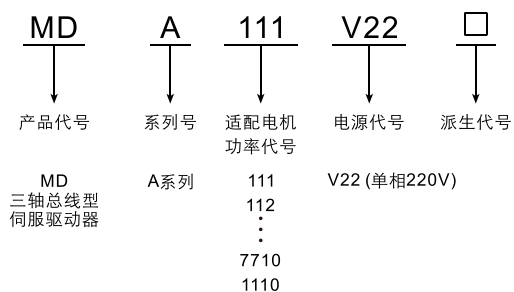 MD A 111 V22 □
产品代号 系列号 适配电机 电源代号 派生代号
功率代号
MD A系列 111 V22 (单相220V)
三轴总线型
伺服驱动器
112
7710
1110